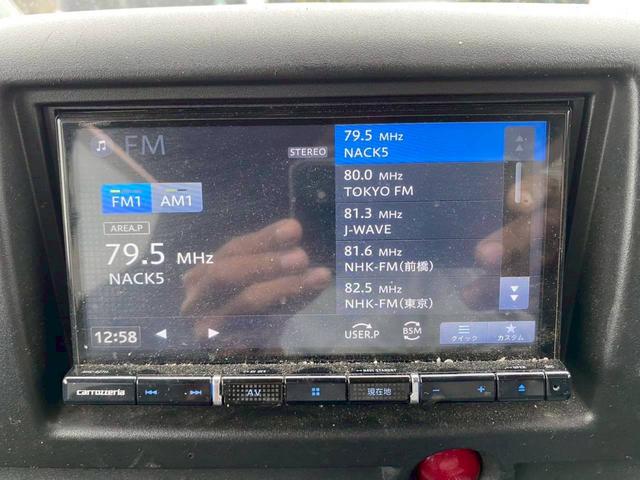 FM
STEREO
FM1 AM1
AREA.P
79.5 MHz
NACK5
12:58
79.5 MHz
NACK5
80.0 MHz
TOKYO FM
81.3 MHz
J-WAVE
81.6 MHz
NHK-FM(前橋)
82.5 MHz
NHK-FM(東京)
USER.P
BSM
クイック
カスタム
carrozzeria
AV
現在地
− +